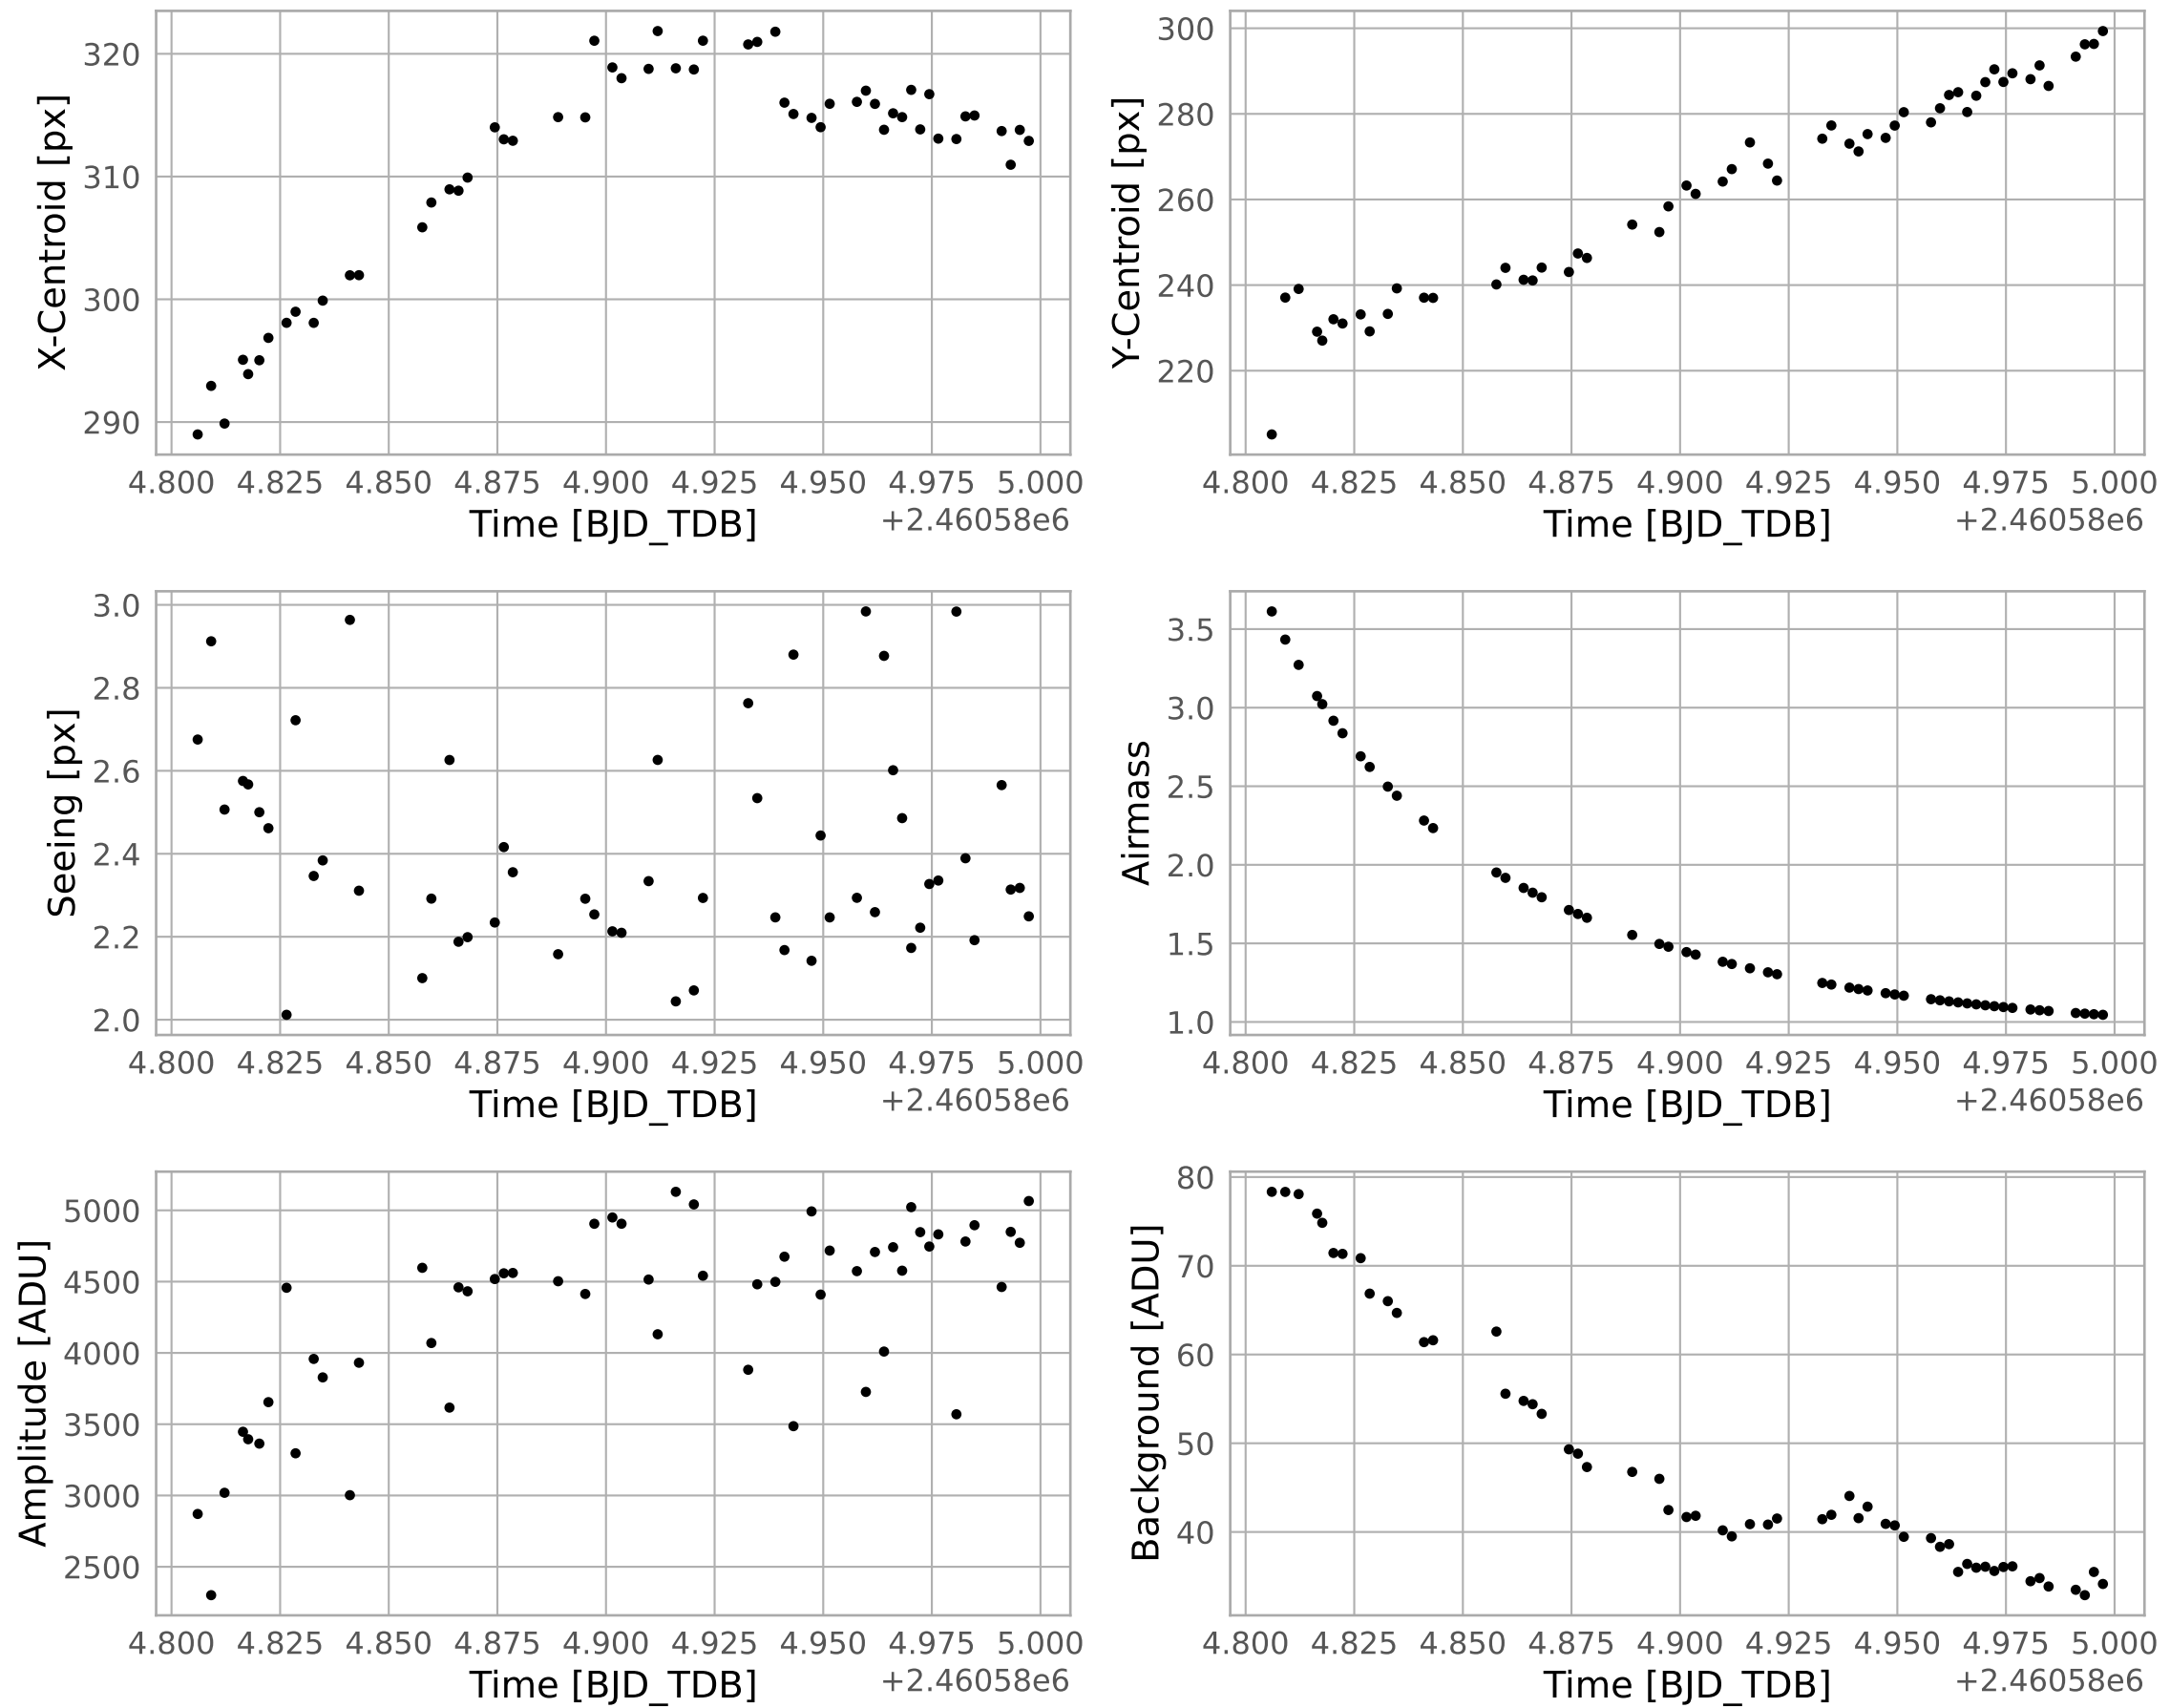 X-Centroid [px]
320
310
300
290
4.800 4.825 4.850 4.875 4.900 4.925 4.950 4.975 5.000
Time [BJD_TDB]
+2.46058e6
Y-Centroid [px]
300
280
260
240
220
4.800 4.825 4.850 4.875 4.900 4.925 4.950 4.975 5.000
Time [BJD_TDB]
+2.46058e6
Seeing [px]
3.0
2.8
2.6
2.4
2.2
2.0
4.800 4.825 4.850 4.875 4.900 4.925 4.950 4.975 5.000
Time [BJD_TDB]
+2.46058e6
Airmass
3.5
3.0
2.5
2.0
1.5
1.0
4.800 4.825 4.850 4.875 4.900 4.925 4.950 4.975 5.000
Time [BJD_TDB]
+2.46058e6
Amplitude [ADU]
5000
4500
4000
3500
3000
2500
4.800 4.825 4.850 4.875 4.900 4.925 4.950 4.975 5.000
Time [BJD_TDB]
+2.46058e6
Background [ADU]
80
70
60
50
40
4.800 4.825 4.850 4.875 4.900 4.925 4.950 4.975 5.000
Time [BJD_TDB]
+2.46058e6